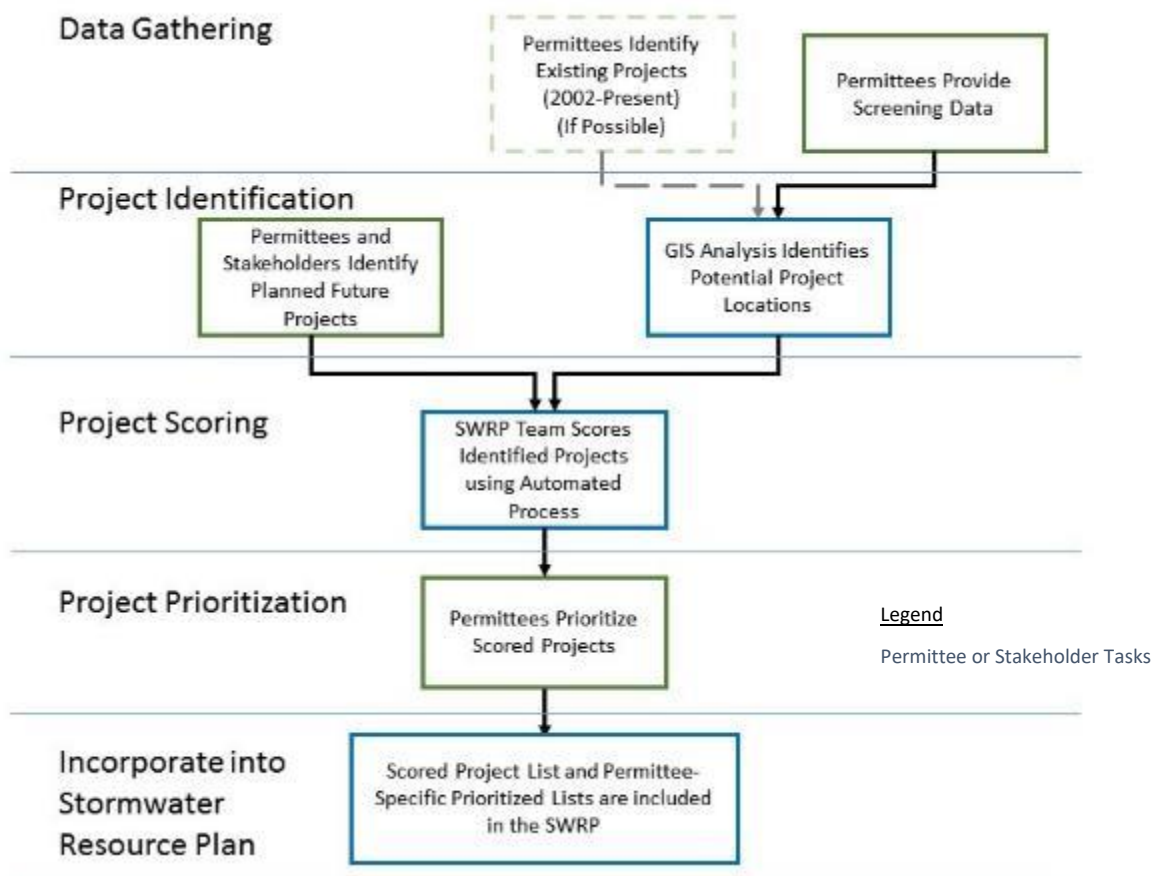 Data Gathering
Permittees Identify
Existing Projects
(2002-Present)
(If Possible)
Permittees Provide
Screening Data
Project Identification
Permittees and
Stakeholders Identify
Planned Future
Projects
GIS Analysis Identifies
Potential Project
Locations
Project Scoring
SWRP Team Scores
Identified Projects
using Automated
Process
Project Prioritization
Permittees Prioritize
Scored Projects
Legend
Permittee or Stakeholder Tasks
Incorporate into
Stormwater
Resource Plan
Scored Project List and Permittee-
Specific Prioritized Lists are included
in the SWRP